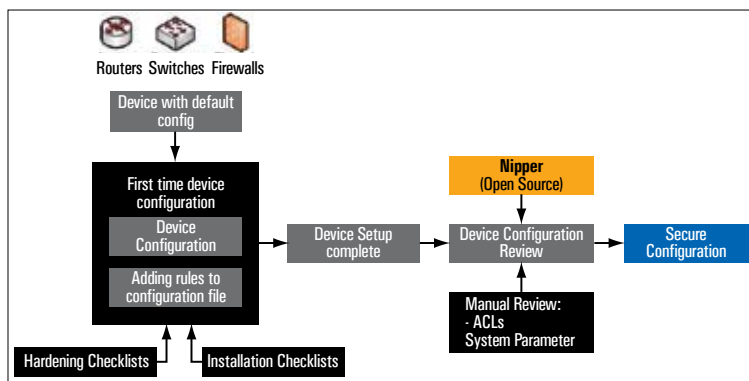 Routers Switches Firewalls
Device with default
config
First time device
configuration
Device
Configuration
Adding rules to
configuration file
Hardening Checklists
Installation Checklists
Device Setup
complete
Nipper
(Open Source)
Device Configuration
Review
Manual Review:
- ACLs
System Parameter
Secure
Configuration